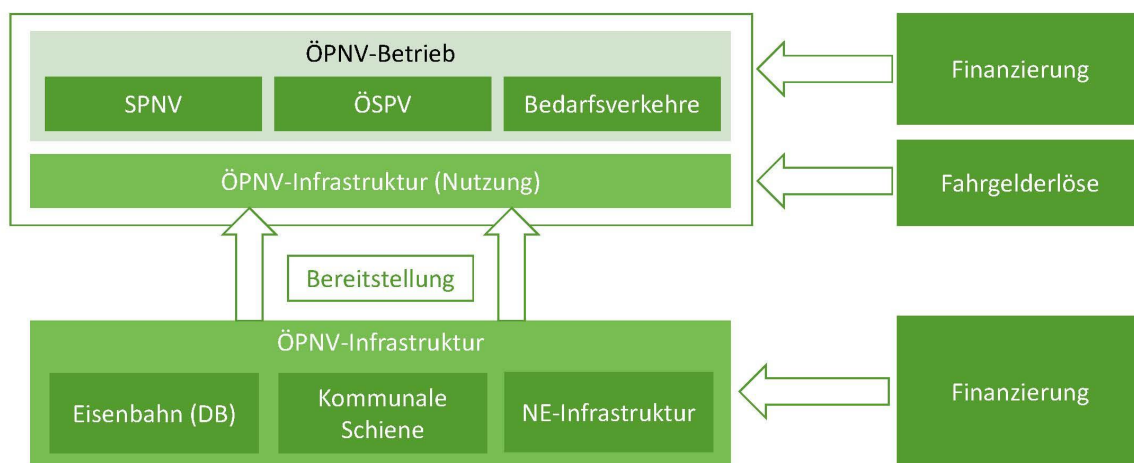 ÖPNV-Betrieb
SPNV
ÖSPV
Bedarfsverkehre
ÖPNV-Infrastruktur (Nutzung)
Finanzierung
Fahrgelderlöse
Bereitstellung
ÖPNV-Infrastruktur
Eisenbahn (DB)
Kommunale
Schiene
NE-Infrastruktur
Finanzierung